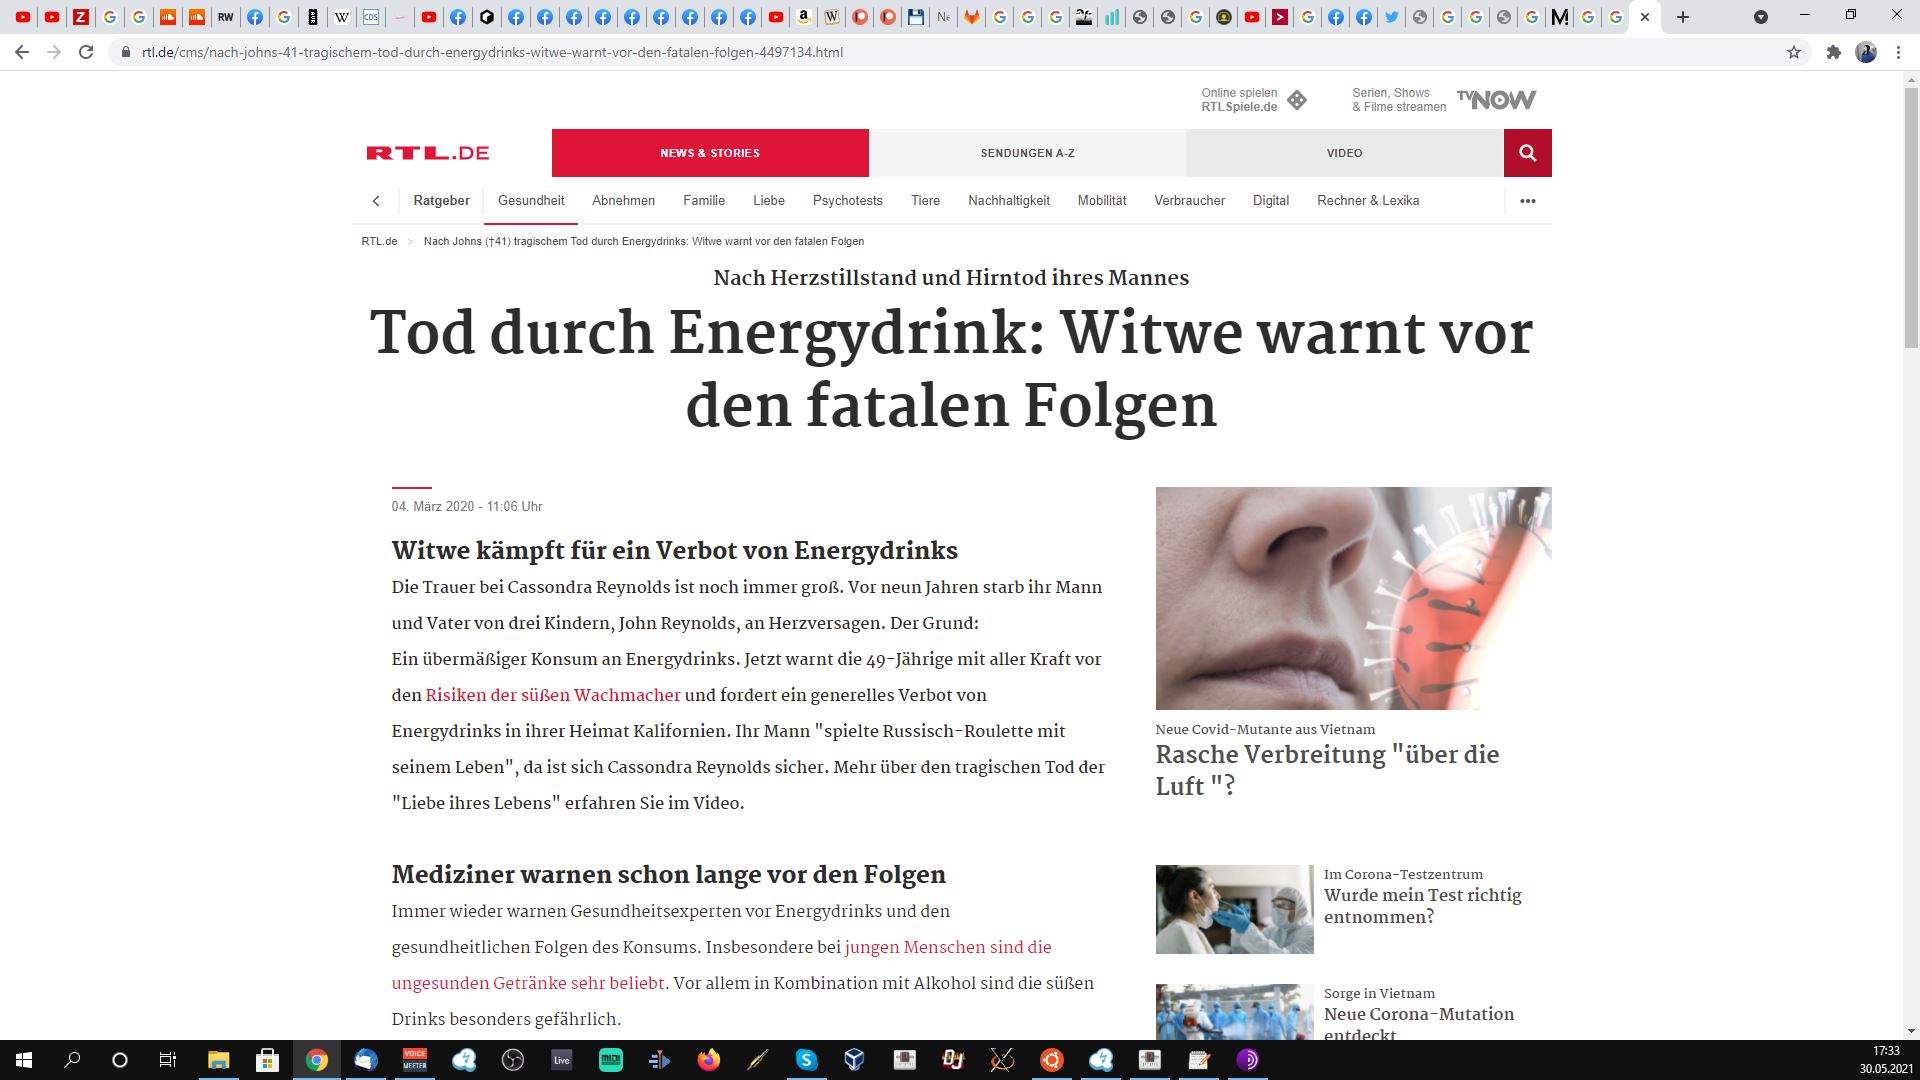 RW
W
CDS
W
Ne
M
rtl.de/cms/nach-johns-41-tragischem-tod-durch-energydrinks-witwe-warnt-vor-den-fatalen-folgen-4497134.html
Online spielen
RTLSpiele.de
Serien, Shows
& Filme streamen
TVNOW
RTL.DE
NEWS & STORIES
SENDUNGEN A-Z
VIDEO
Ratgeber
Gesundheit
Abnehmen
Familie
Liebe
Psychotests
Tiere
Nachhaltigkeit
Mobilität
Verbraucher
Digital
Rechner & Lexika
RTL.de > Nach Johns (†41) tragischem Tod durch Energydrinks: Witwe warnt vor den fatalen Folgen
Nach Herzstillstand und Hirntod ihres Mannes
Tod durch Energydrink: Witwe warnt vor
den fatalen Folgen
04. März 2020 - 11:06 Uhr
Witwe kämpft für ein Verbot von Energydrinks
Die Trauer bei Cassondra Reynolds ist noch immer groß. Vor neun Jahren starb ihr Mann
und Vater von drei Kindern, John Reynolds, an Herzversagen. Der Grund:
Ein übermäßiger Konsum an Energydrinks. Jetzt warnt die 49-Jährige mit aller Kraft vor
den Risiken der süßen Wachmacher und fordert ein generelles Verbot von
Energydrinks in ihrer Heimat Kalifornien. Ihr Mann "spielte Russisch-Roulette mit
seinem Leben", da ist sich Cassondra Reynolds sicher. Mehr über den tragischen Tod der
"Liebe ihres Lebens" erfahren Sie im Video.
Mediziner warnen schon lange vor den Folgen
Immer wieder warnen Gesundheitsexperten vor Energydrinks und den
gesundheitlichen Folgen des Konsums. Insbesondere bei jungen Menschen sind die
ungesunden Getränke sehr beliebt. Vor allem in Kombination mit Alkohol sind die süßen
Drinks besonders gefährlich.
Neue Covid-Mutante aus Vietnam
Rasche Verbreitung "über die
Luft "?
Im Corona-Testzentrum
Wurde mein Test richtig
entnommen?
Sorge in Vietnam
Neue Corona-Mutation
entdeckt
VOICE
MEETER
Live
MIDI
17:33
30.05.2021